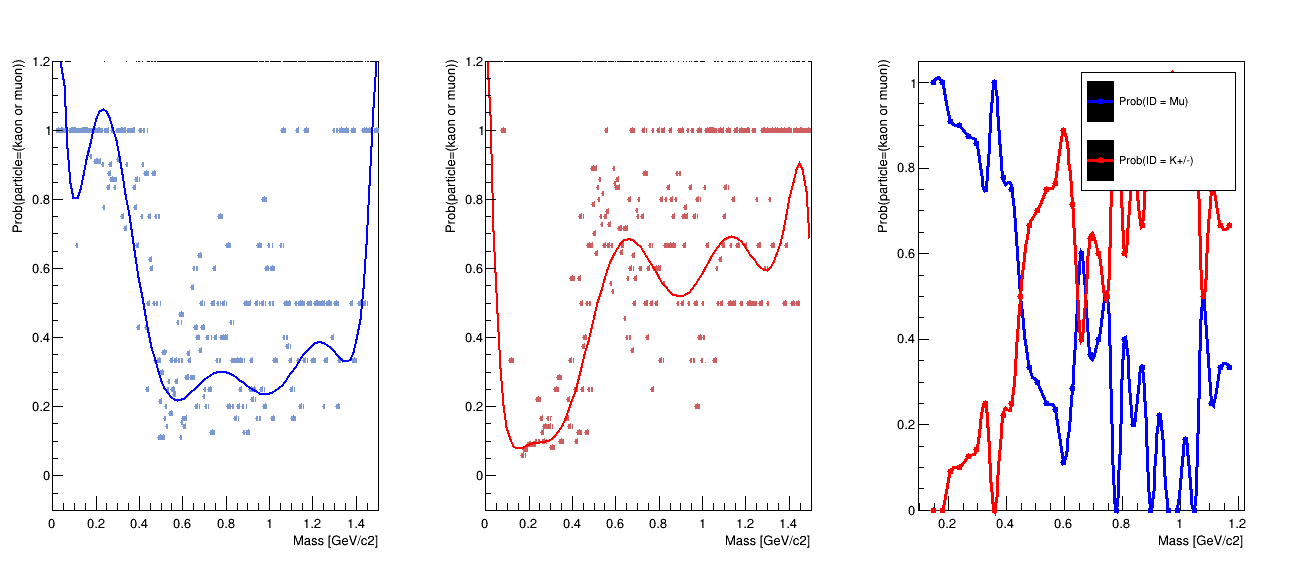 Prob(particle=(kaon or muon))
1.2
1
0.8
0.6
0.4
0.2
0
0 0.2 0.4 0.6 0.8 1 1.2 1.4
Mass [GeV/c2]
Prob(particle=(kaon or muon))
1.2
1
0.8
0.6
0.4
0.2
0
0 0.2 0.4 0.6 0.8 1 1.2 1.4
Mass [GeV/c2]
Prob(particle=(kaon or muon))
1
0.8
0.6
0.4
0.2
0
0.2 0.4 0.6 0.8 1 1.2
Mass [GeV/c2]
Prob(ID = Mu)
Prob(ID = K+/-)